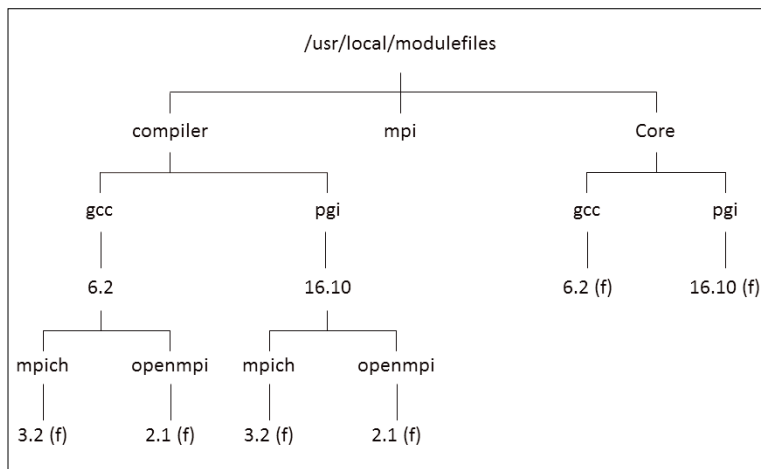 /usr/local/modulefiles
compiler mpi Core
gcc pgi gcc pgi
6.2 16.10 6.2 (f) 16.10 (f)
mpich openmpi mpich openmpi
3.2 (f) 2.1 (f) 3.2 (f) 2.1 (f)